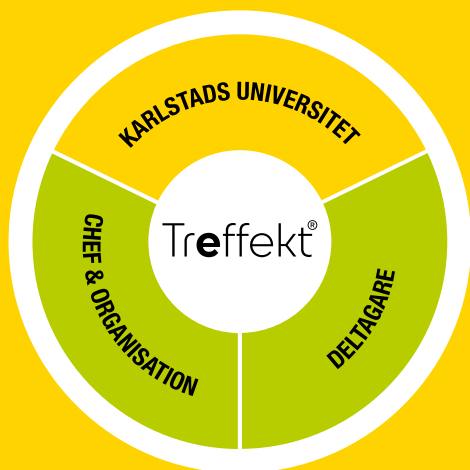 KARLSTADS UNIVERSITET
Treffekt®
CHEF & ORGANISATION
DELTAGARE